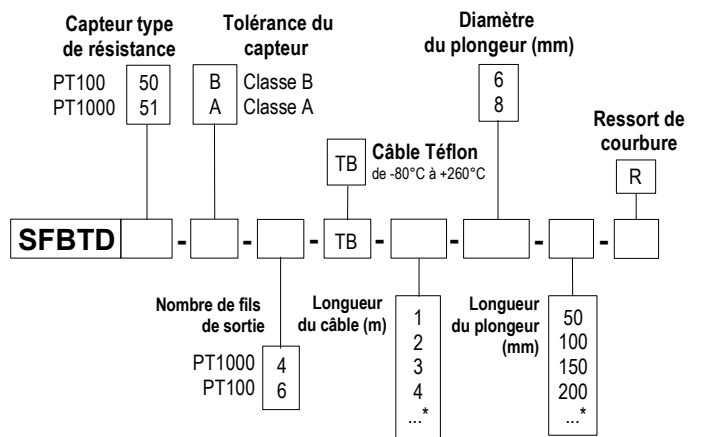 Capteur type
de résistance
PT100 50
PT1000 51
Tolérance du
capteur
B Classe B
A Classe A
Diamètre
du plongeur (mm)
6
8
TB
Câble Téflon
de -80°C à +260°C
Ressort de
courbure
R
SFBTD - - - TB - - - -
Nombre de fils
de sortie
PT1000 4
PT100 6
Longueur
du câble (m)
1
2
3
4
...*
Longueur
du plongeur
(mm)
50
100
150
200
...*